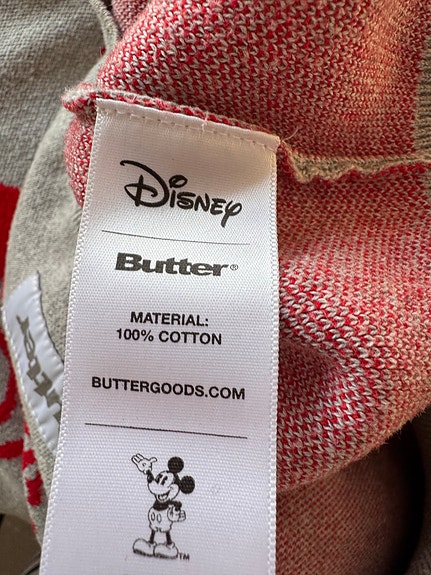 Disney
Butter®
MATERIAL:
100% COTTON
BUTTERGOODS.COM
TM